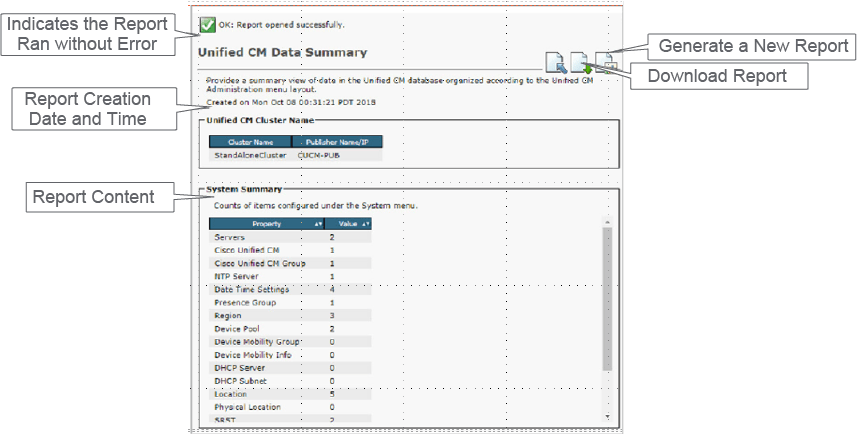 Indicates the Report
Ran without Error
OK: Report opened successfully.
Unified CM Data Summary
Generate a New Report
Download Report
Provides a summary view of date in the Unified CM database organized according to the Unified CM
Administration menu layout.
Report Creation
Date and Time
Created on Mon Oct 08 00:31:21 PDT 2018
Unified CM Cluster Name
Cluster Name Publisher Name/IP
StandAloneCluster CUCM-PUB
Report Content
System Summary
Counts of items configured under the System menu.
Property Value
Servers 2
Cisco Unified CM 1
Cisco Unified CM Group 1
NTP Server 1
Date Time Settings 4
Presence Group 1
Region 3
Device Pool 2
Device Mobility Group 0
Device Mobility Info 0
DHCP Server 0
DHCP Subnet 0
Location 5
Physical Location 0
SRST 2